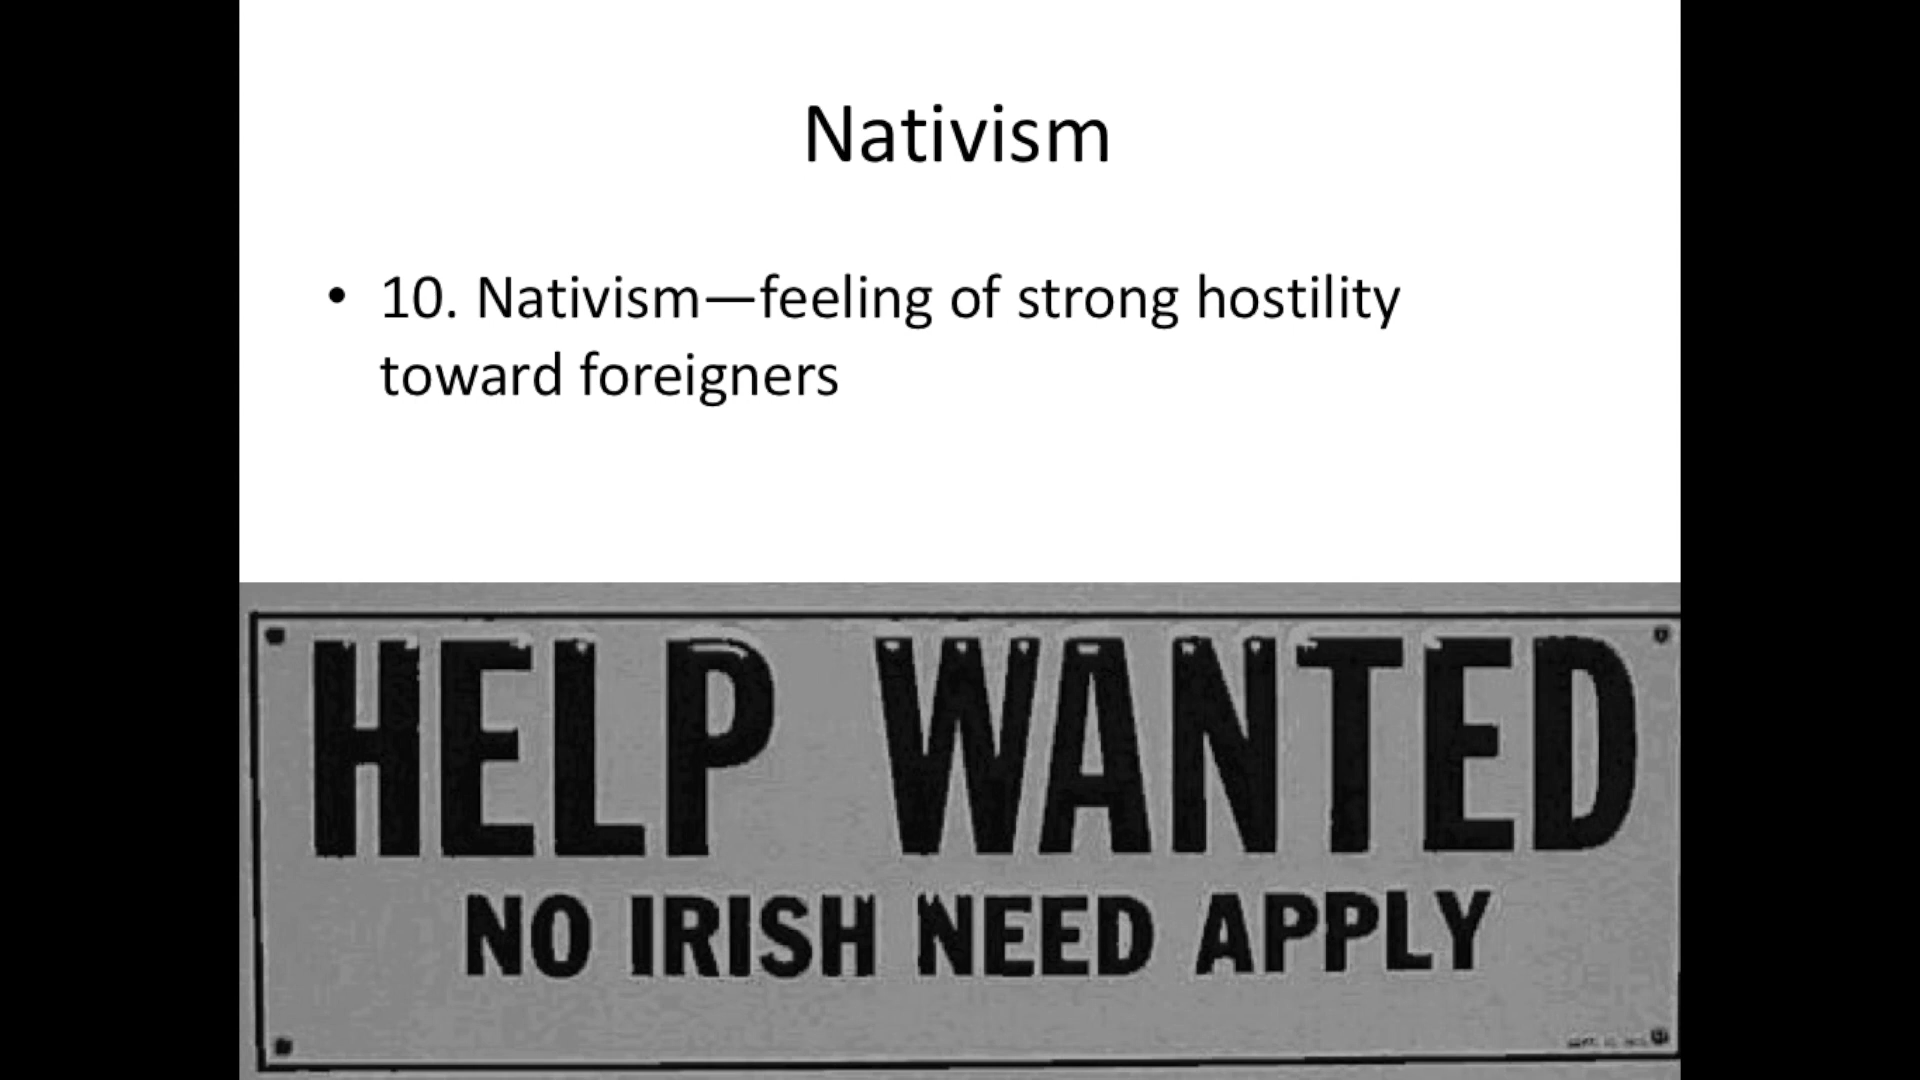 Nativism
• 10. Nativism—feeling of strong hostility
toward foreigners
HELP WANTED
NO IRISH NEED APPLY